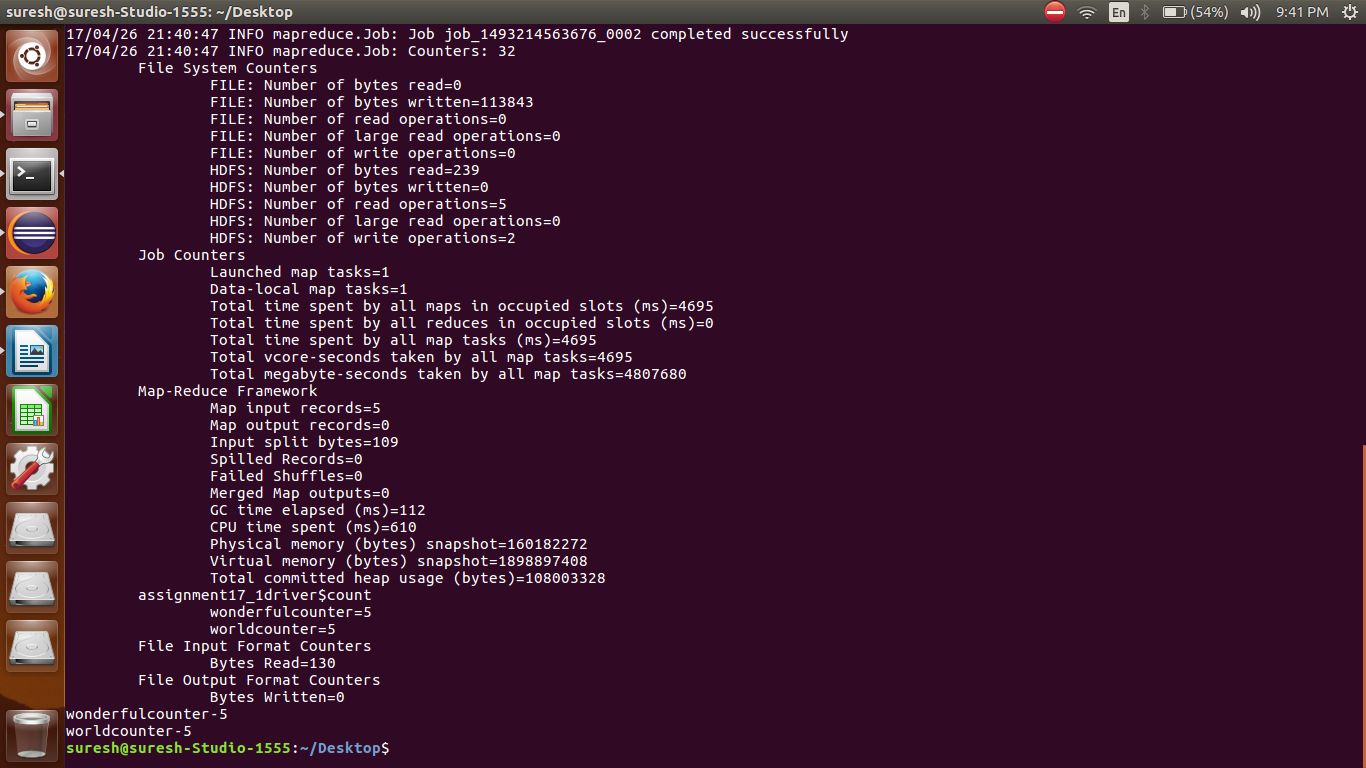 suresh@suresh-Studio-1555: ~/Desktop
En
(54%)
9:41 PM
17/04/26 21:40:47 INFO mapreduce.Job: Job job_1493214563676_0002 completed successfully
17/04/26 21:40:47 INFO mapreduce.Job: Counters: 32
File System Counters
FILE: Number of bytes read=0
FILE: Number of bytes written=113843
FILE: Number of read operations=0
FILE: Number of large read operations=0
FILE: Number of write operations=0
HDFS: Number of bytes read=239
HDFS: Number of bytes written=0
HDFS: Number of read operations=5
HDFS: Number of large read operations=0
HDFS: Number of write operations=2
Job Counters
Launched map tasks=1
Data-local map tasks=1
Total time spent by all maps in occupied slots (ms)=4695
Total time spent by all reduces in occupied slots (ms)=0
Total time spent by all map tasks (ms)=4695
Total vcore-seconds taken by all map tasks=4695
Total megabyte-seconds taken by all map tasks=4807680
Map-Reduce Framework
Map input records=5
Map output records=0
Input split bytes=109
Spilled Records=0
Failed Shuffles=0
Merged Map outputs=0
GC time elapsed (ms)=112
CPU time spent (ms)=610
Physical memory (bytes) snapshot=160182272
Virtual memory (bytes) snapshot=1898897408
Total committed heap usage (bytes)=108003328
assignment17_1driver$count
wonderfulcounter=5
worldcounter=5
File Input Format Counters
Bytes Read=130
File Output Format Counters
Bytes Written=0
wonderfulcounter-5
worldcounter-5
suresh@suresh-Studio-1555:~/Desktop$